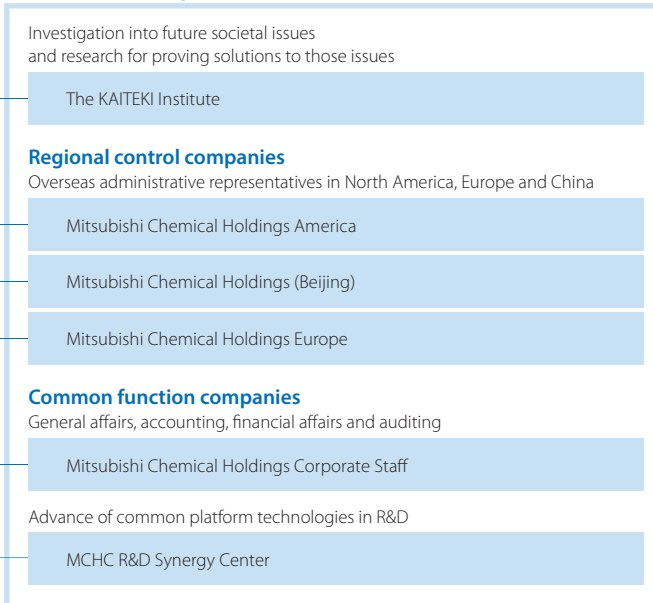 Investigation into future societal issues
and research for proving solutions to those issues
The KAITEKI Institute
Regional control companies
Overseas administrative representatives in North America, Europe and China
Mitsubishi Chemical Holdings America
Mitsubishi Chemical Holdings (Beijing)
Mitsubishi Chemical Holdings Europe
Common function companies
General affairs, accounting, financial affairs and auditing
Mitsubishi Chemical Holdings Corporate Staff
Advance of common platform technologies in R&D
MCHC R&D Synergy Center